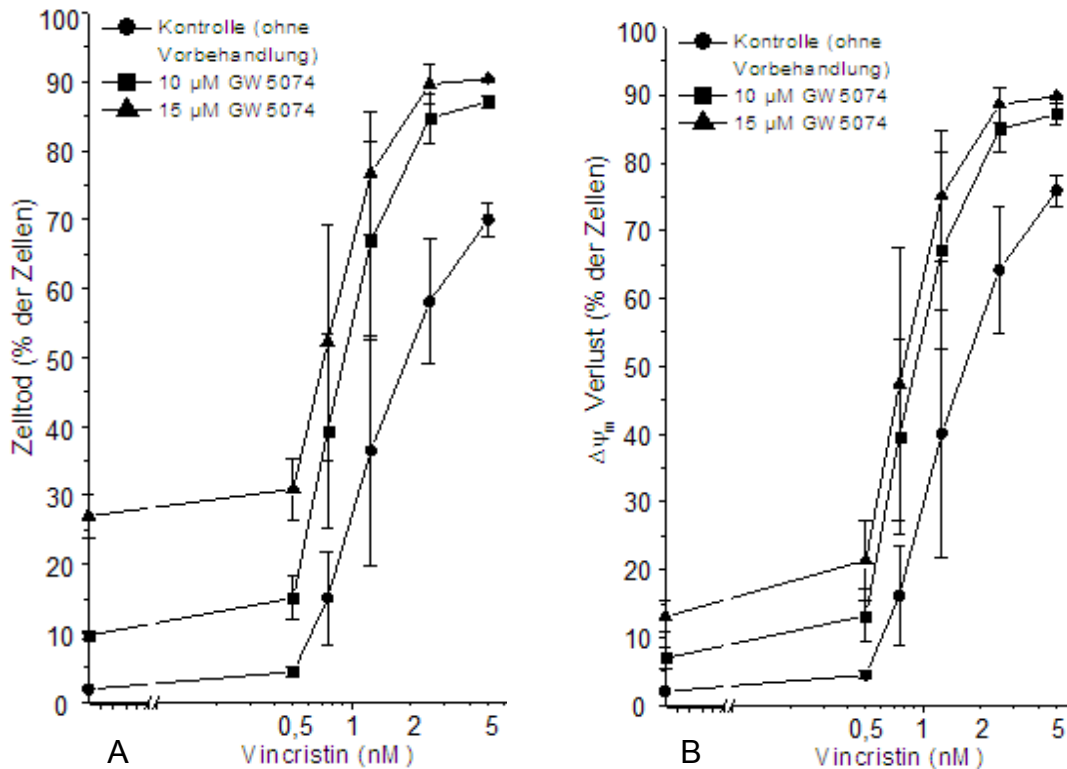 Kontrolle (ohne
Vorbehandlung)
10 µM GW5074
15 µM GW5074
Zelltod (% der Zellen)
100
90
80
70
60
50
40
30
20
10
0
0,5
1
2
5
Vincristin (nM)
A
Kontrolle (ohne
Vorbehandlung)
10 µM GW5074
15 µM GW5074
Δψm Verlust (% der Zellen)
100
90
80
70
60
50
40
30
20
10
0
0,5
1
2
5
Vincristin (nM)
B